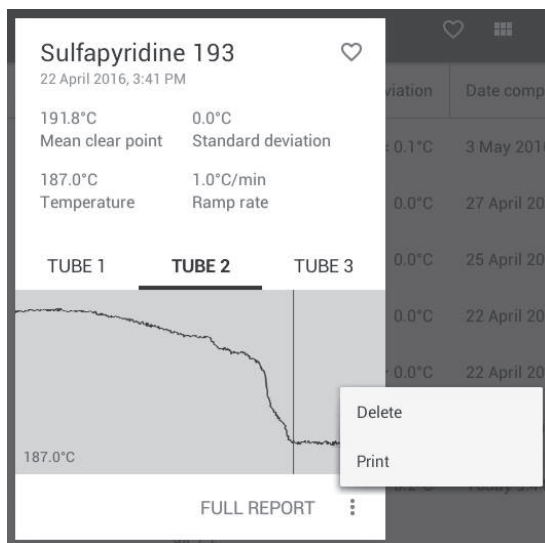 Sulfapyridine 193
22 April 2016, 3:41 PM
191.8°C 0.0°C
Mean clear point Standard deviation
187.0°C 1.0°C/min
Temperature Ramp rate
TUBE 1 TUBE 2 TUBE 3
187.0°C
FULL REPORT
Delete
Print
viation Date comp
0.1°C 3 May 201
0.0°C 27 April 20
0.0°C 25 April 20
0.0°C 22 April 20
0.0°C 22 April 20